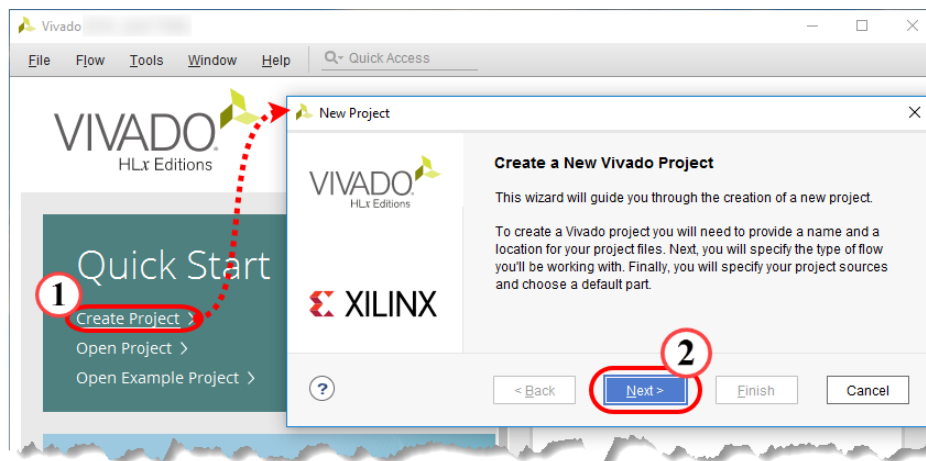 Vivado
File Flow Tools Window Help Quick Access
VIVADO.
HLx Editions
Quick Start
1
Create Project >
Open Project >
Open Example Project >
New Project
VIVADO.
HLx Editions
XILINX
Create a New Vivado Project
This wizard will guide you through the creation of a new project.
To create a Vivado project you will need to provide a name and a
location for your project files. Next, you will specify the type of flow
you'll be working with. Finally, you will specify your project sources
and choose a default part.
2
?
< Back Next > Finish Cancel